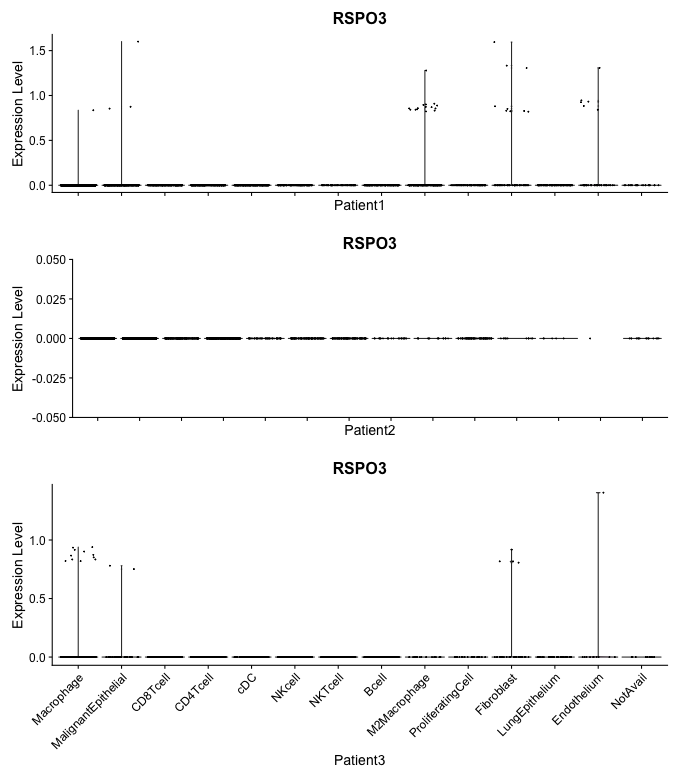 RSPO3
Expression Level
1.5
1.0
0.5
0.0
Patient1
RSPO3
Expression Level
0.050
0.025
0.000
-0.025
-0.050
Patient2
RSPO3
Expression Level
1.0
0.5
0.0
Macrophage
MalignantEpithelial
CD8Tcell
CD4Tcell
cDC
NKcell
NKTcell
Bcell
M2Macrophage
ProliferatingCell
Fibroblast
LungEpithelium
Endothelium
NotAvail
Patient3